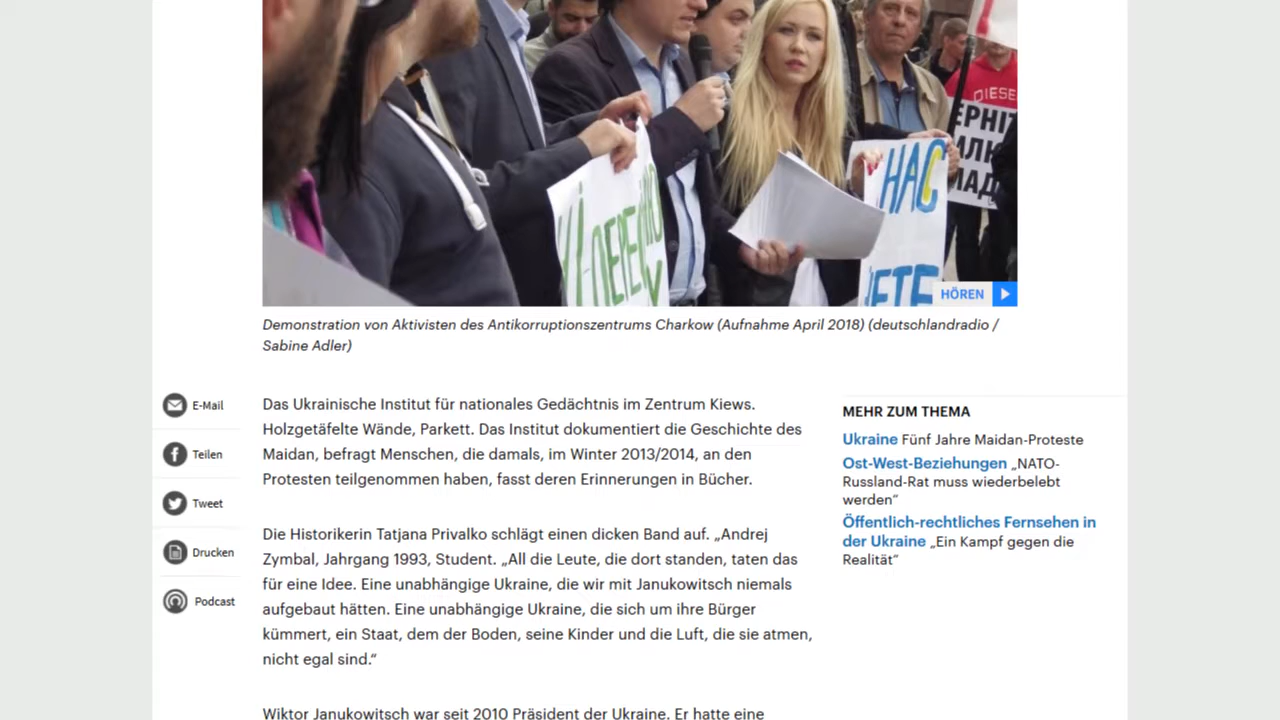 DIESE
НАС
HÖREN
Demonstration von Aktivisten des Antikorruptionszentrums Charkow (Aufnahme April 2018) (deutschlandradio /
Sabine Adler)
E-Mail
Teilen
Tweet
Drucken
Podcast
Das Ukrainische Institut für nationales Gedächtnis im Zentrum Kiews.
Holzgetäfelte Wände, Parkett. Das Institut dokumentiert die Geschichte des
Maidan, befragt Menschen, die damals, im Winter 2013/2014, an den
Protesten teilgenommen haben, fasst deren Erinnerungen in Bücher.
Die Historikerin Tatjana Privalko schlägt einen dicken Band auf. „Andrej
Zymbal, Jahrgang 1993, Student. „All die Leute, die dort standen, taten das
für eine Idee. Eine unabhängige Ukraine, die wir mit Janukowitsch niemals
aufgebaut hätten. Eine unabhängige Ukraine, die sich um ihre Bürger
kümmert, ein Staat, dem der Boden, seine Kinder und die Luft, die sie atmen,
nicht egal sind.“
Wiktor Janukowitsch war seit 2010 Präsident der Ukraine. Er hatte eine
MEHR ZUM THEMA
Ukraine Fünf Jahre Maidan-Proteste
Ost-West-Beziehungen „NATO-
Russland-Rat muss wiederbelebt
werden“
Öffentlich-rechtliches Fernsehen in
der Ukraine „Ein Kampf gegen die
Realität“